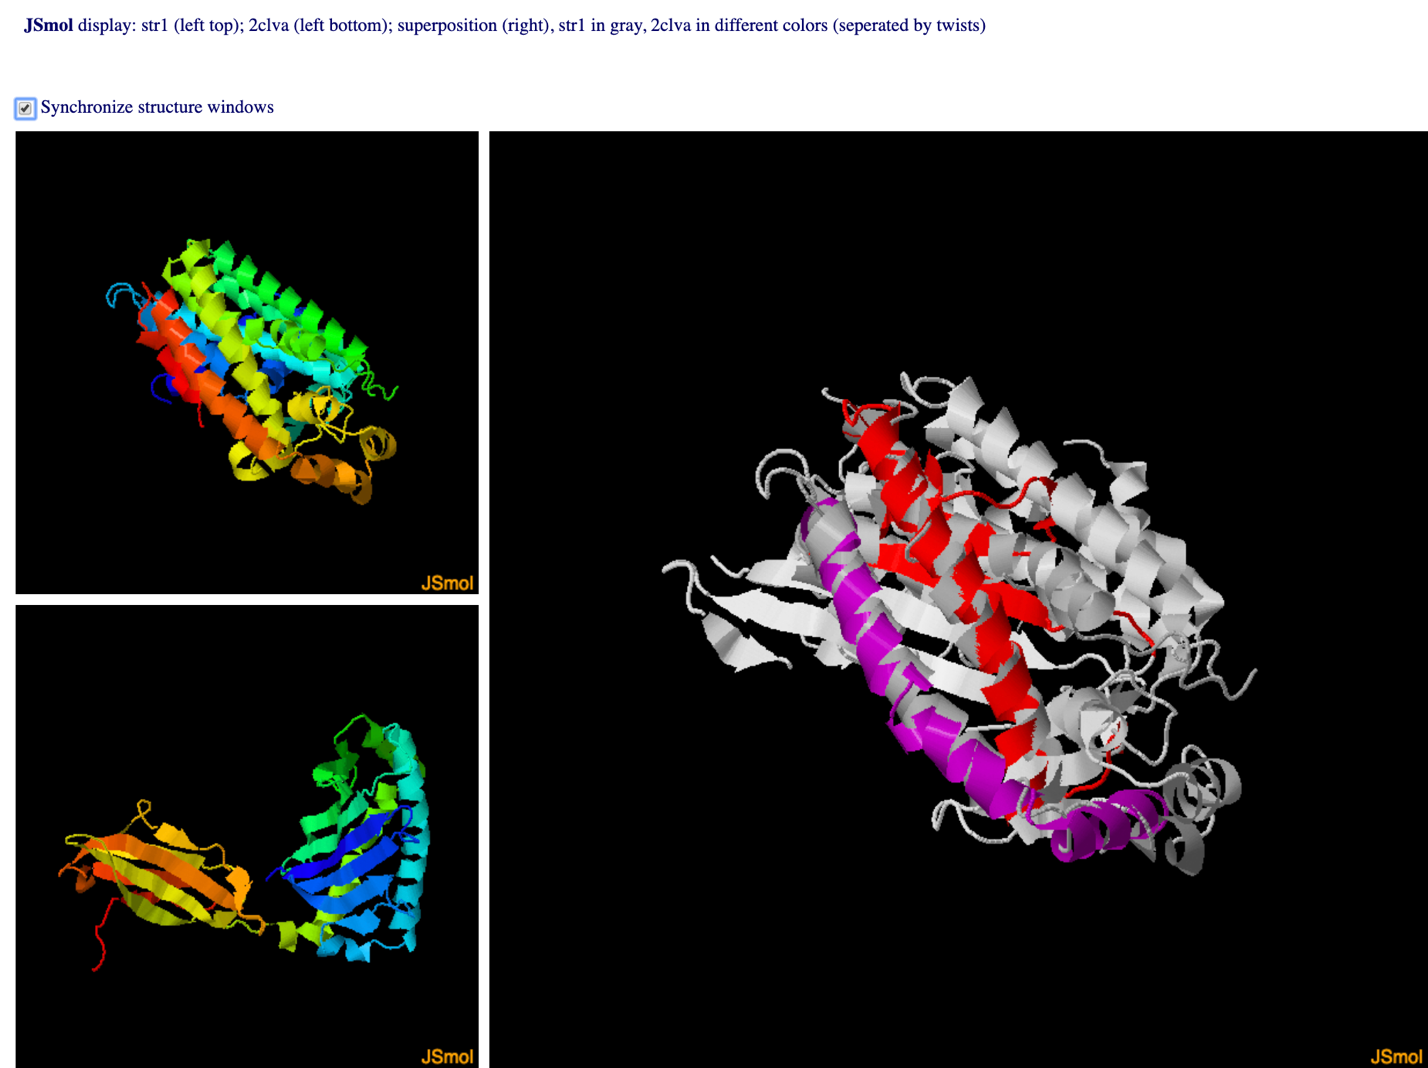 JSmol display: str1 (left top); 2clva (left bottom); superposition (right), str1 in gray, 2clva in different colors (seperated by twists)
Synchronize structure windows
JSmol
JSmol
JSmol